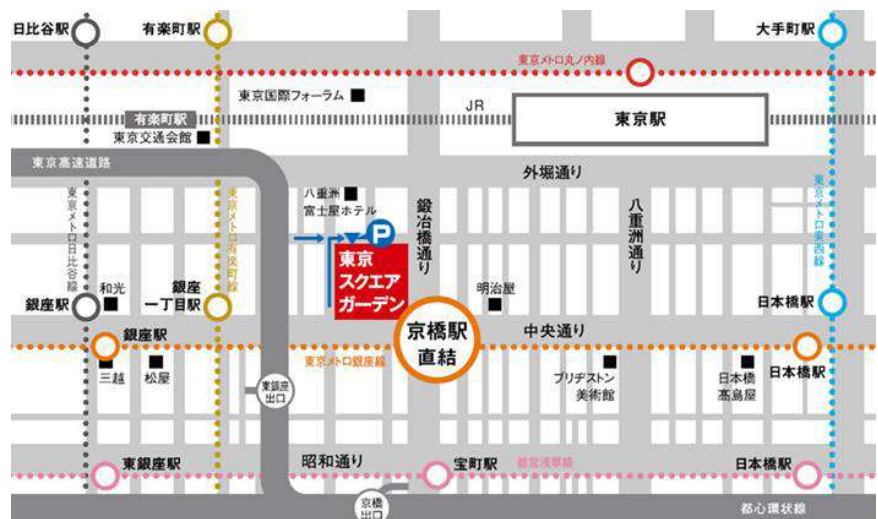 日比谷駅
有楽町駅
大手町駅
東京メトロ丸ノ内線
東京国際フォーラム
JR
有楽町駅
東京駅
東京交通会館
東京高速道路
外堀通り
東京メトロ日比谷線
東京メトロ有楽町線
八重洲
富士屋ホテル
鍛冶橋通り
八重洲通り
東京メトロ東西線
P
東京
スクエア
ガーデン
和光
銀座駅
銀座
一丁目駅
明治屋
日本橋駅
銀座駅
京橋駅
直結
中央通り
東京メトロ銀座線
日本橋駅
三越
松屋
東銀座
出口
ブリヂストン
美術館
日本橋
髙島屋
東銀座駅
昭和通り
宝町駅
都営浅草線
日本橋駅
京橋
出口
都心環状線